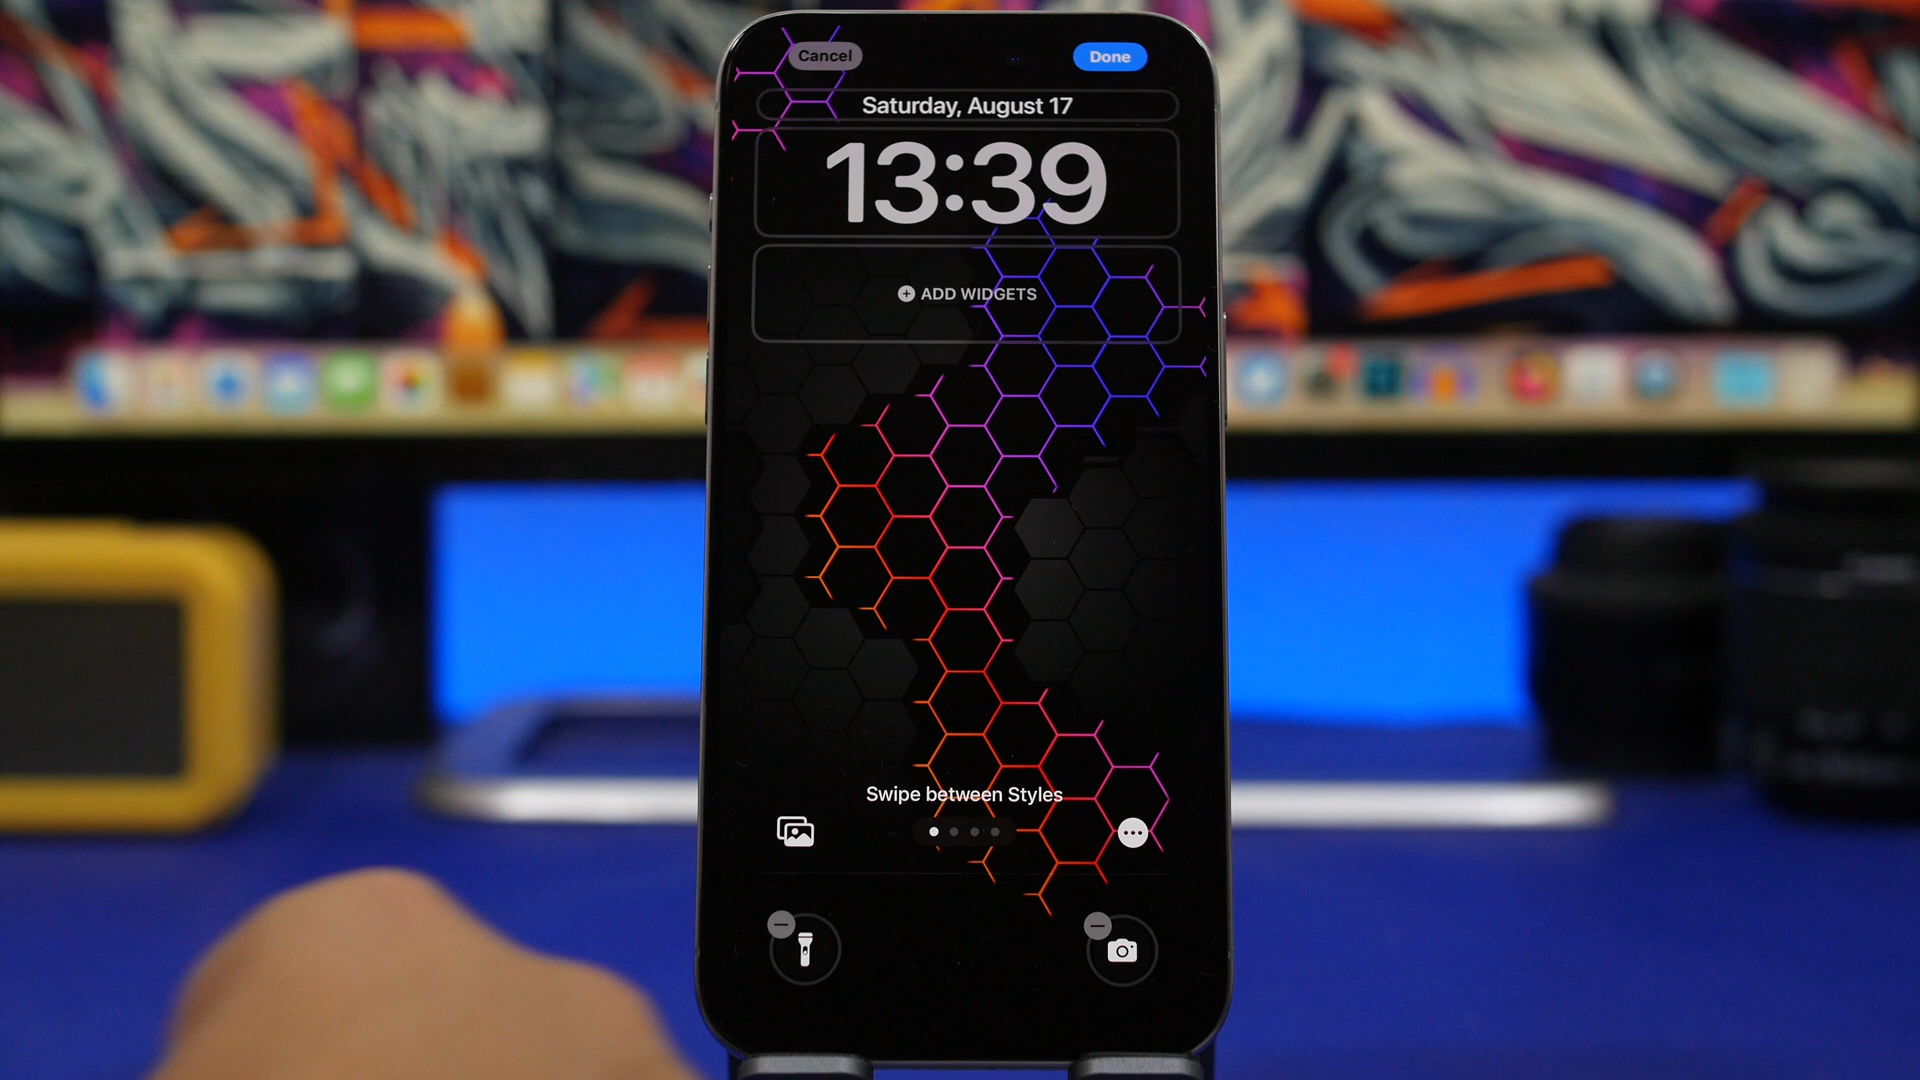 Cancel
Done
Saturday, August 17
13:39
ADD WIDGETS
Swipe between Styles